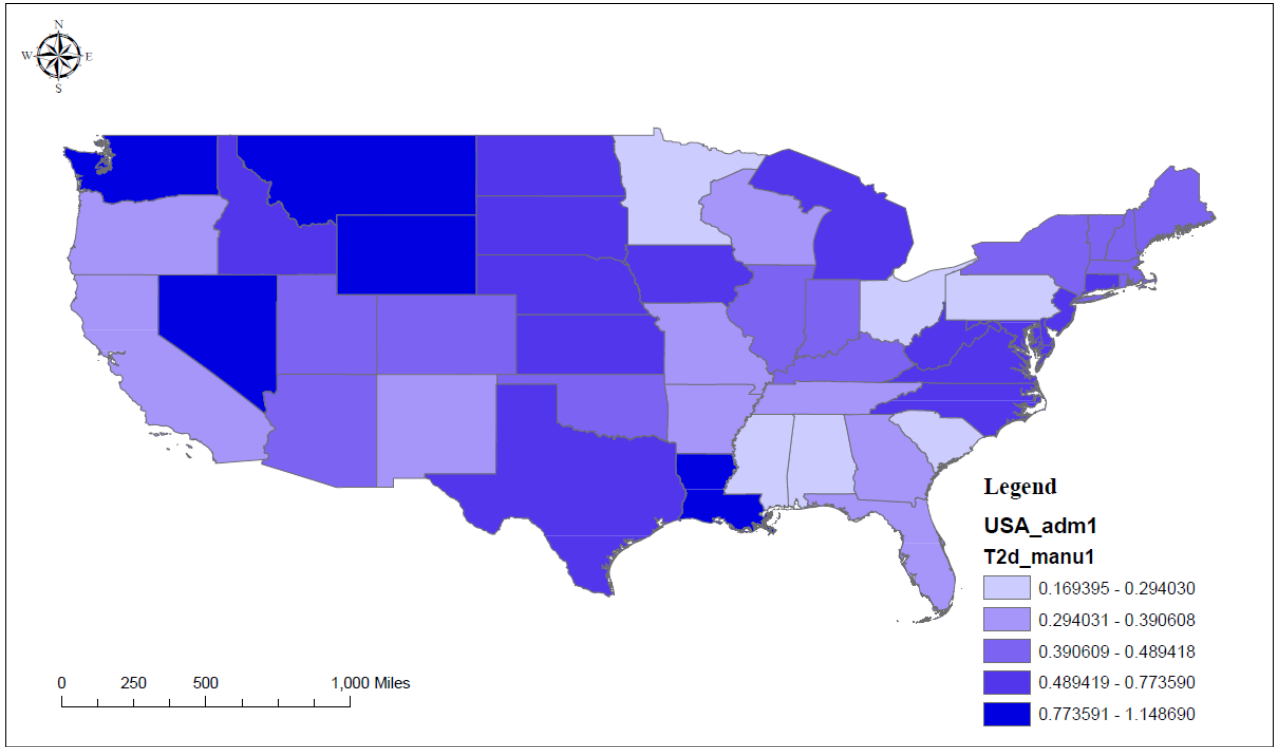 N
W E
S
Legend
USA_adm1
T2d_manu1
0.169395 - 0.294030
0.294031 - 0.390608
0.390609 - 0.489418
0.489419 - 0.773590
0.773591 - 1.148690
0 250 500 1,000 Miles